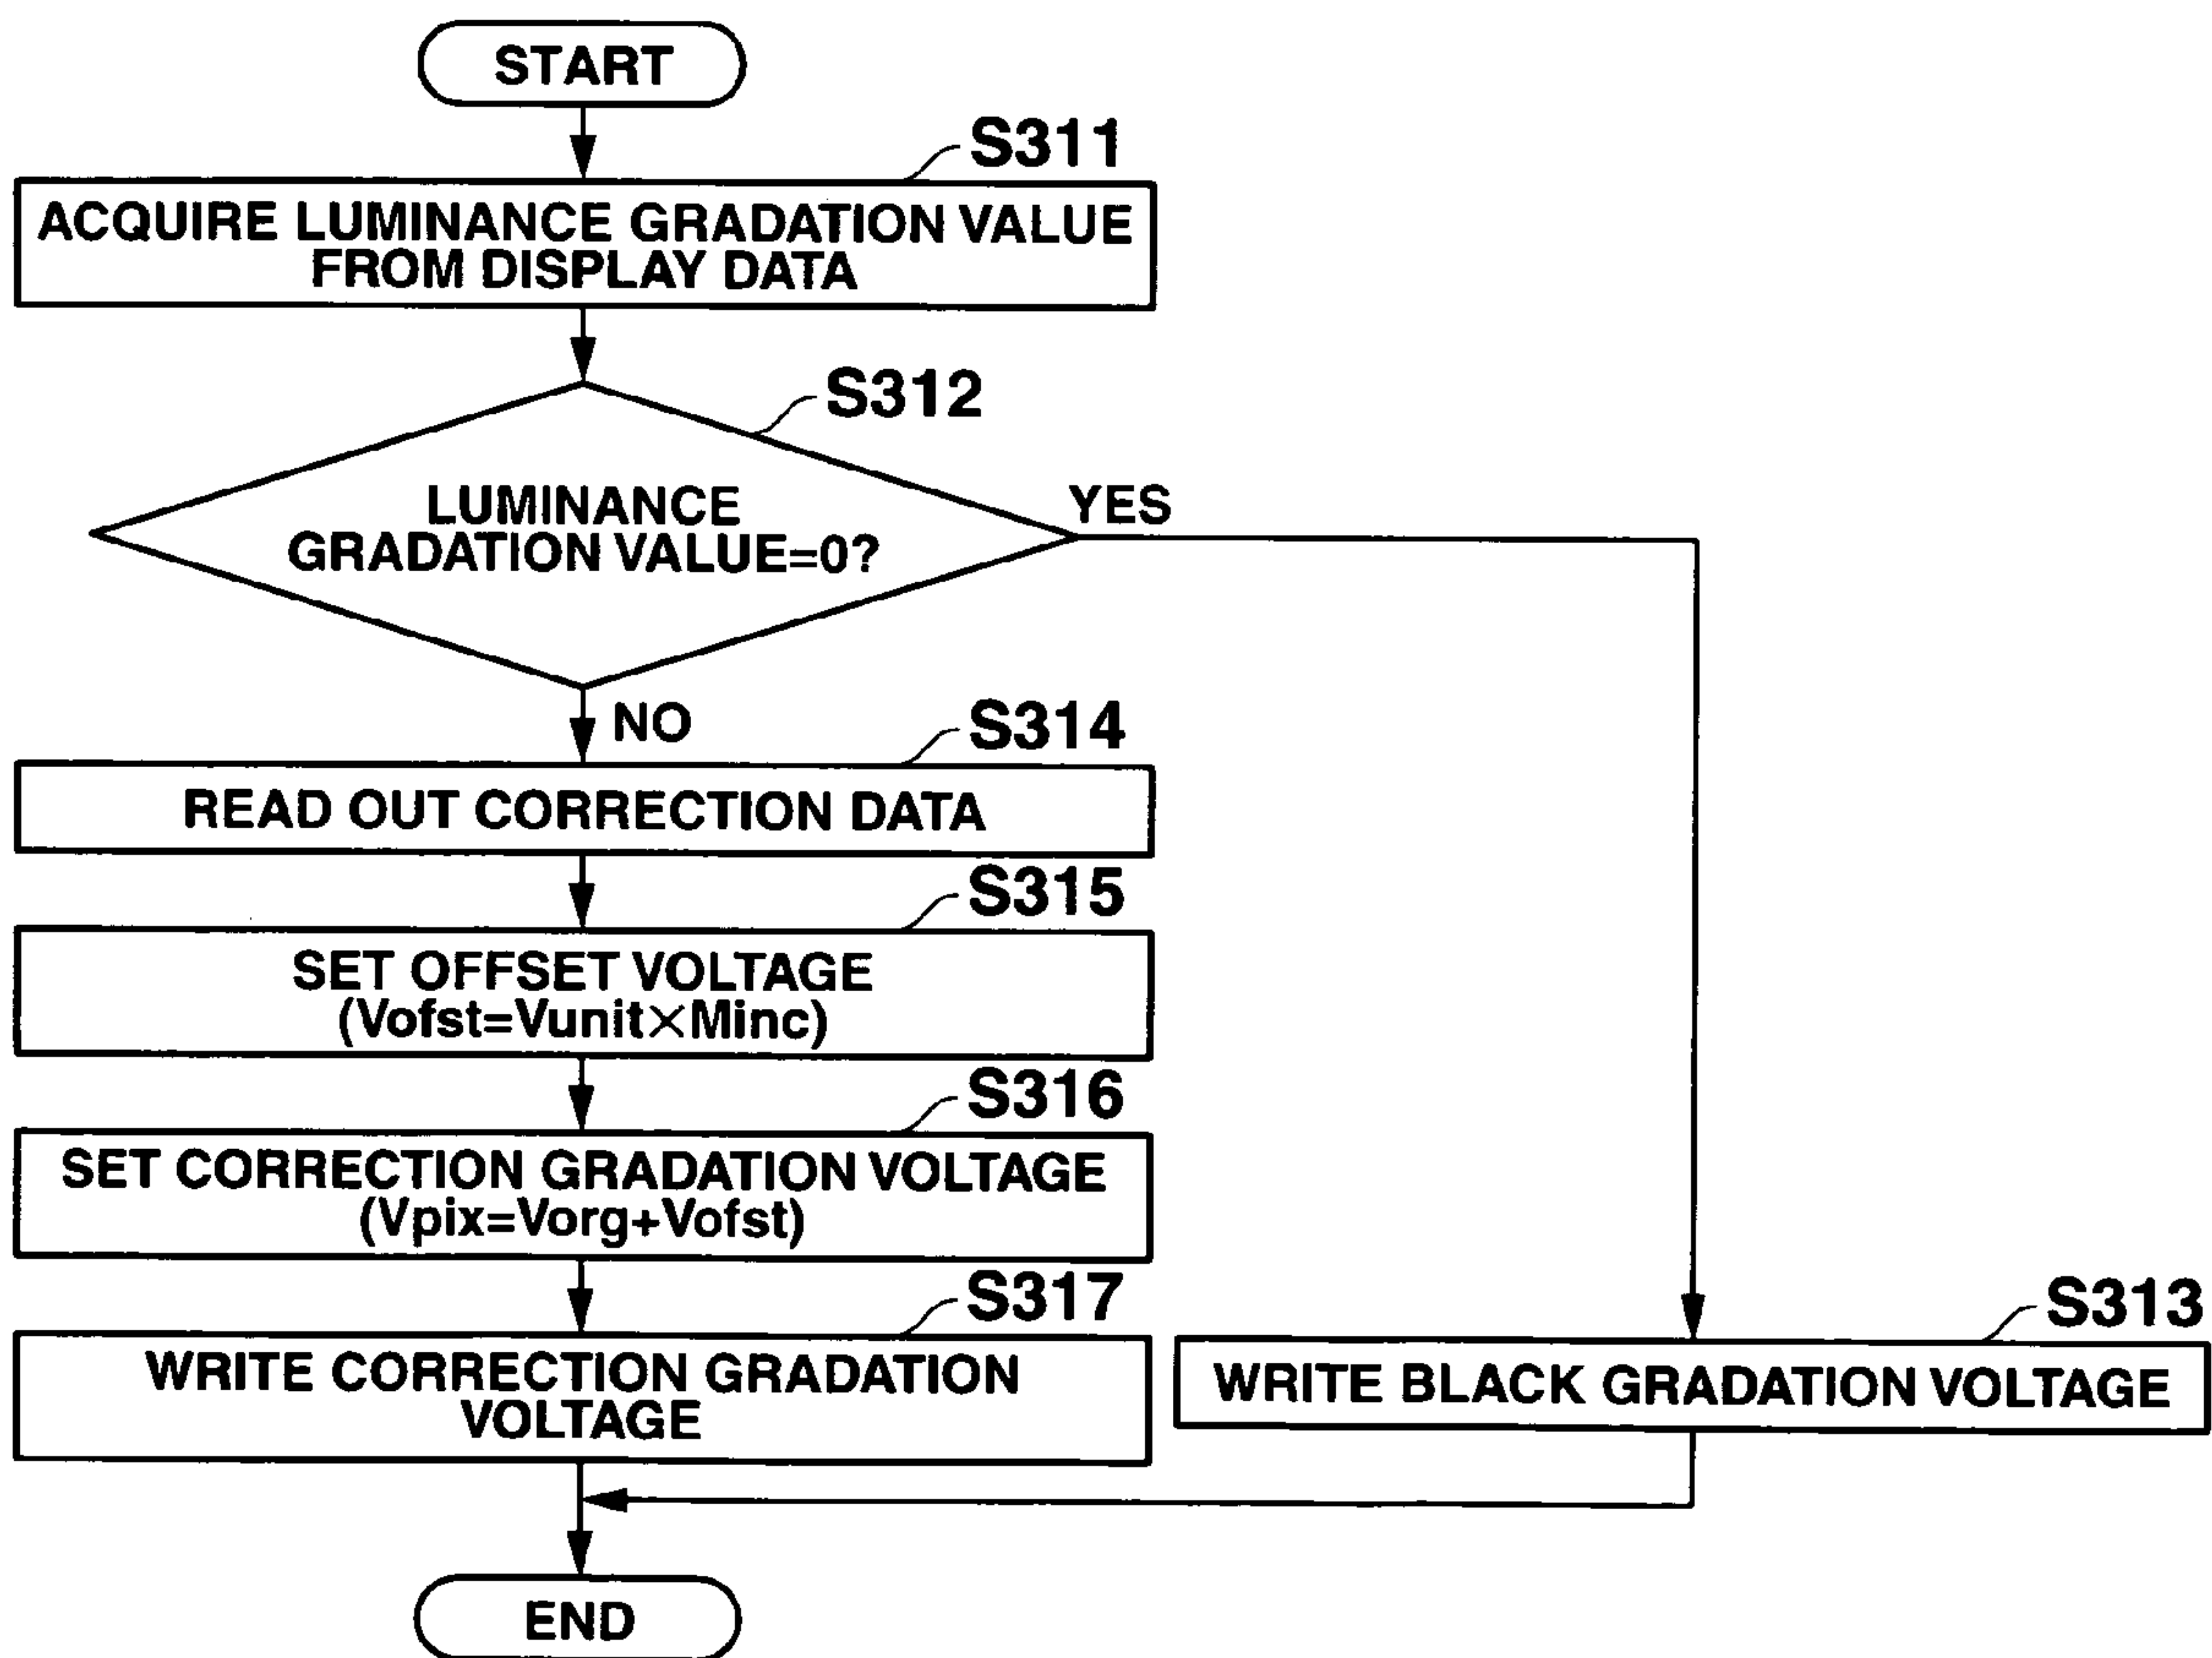 START
S311
ACQUIRE LUMINANCE GRADATION VALUE
FROM DISPLAY DATA
S312
LUMINANCE
GRADATION VALUE=0?
YES
NO
S314
READ OUT CORRECTION DATA
S315
SET OFFSET VOLTAGE
(Vofst=Vunit×Minc)
S316
SET CORRECTION GRADATION VOLTAGE
(Vpix=Vorg+Vofst)
S317
WRITE CORRECTION GRADATION
VOLTAGE
S313
WRITE BLACK GRADATION VOLTAGE
END